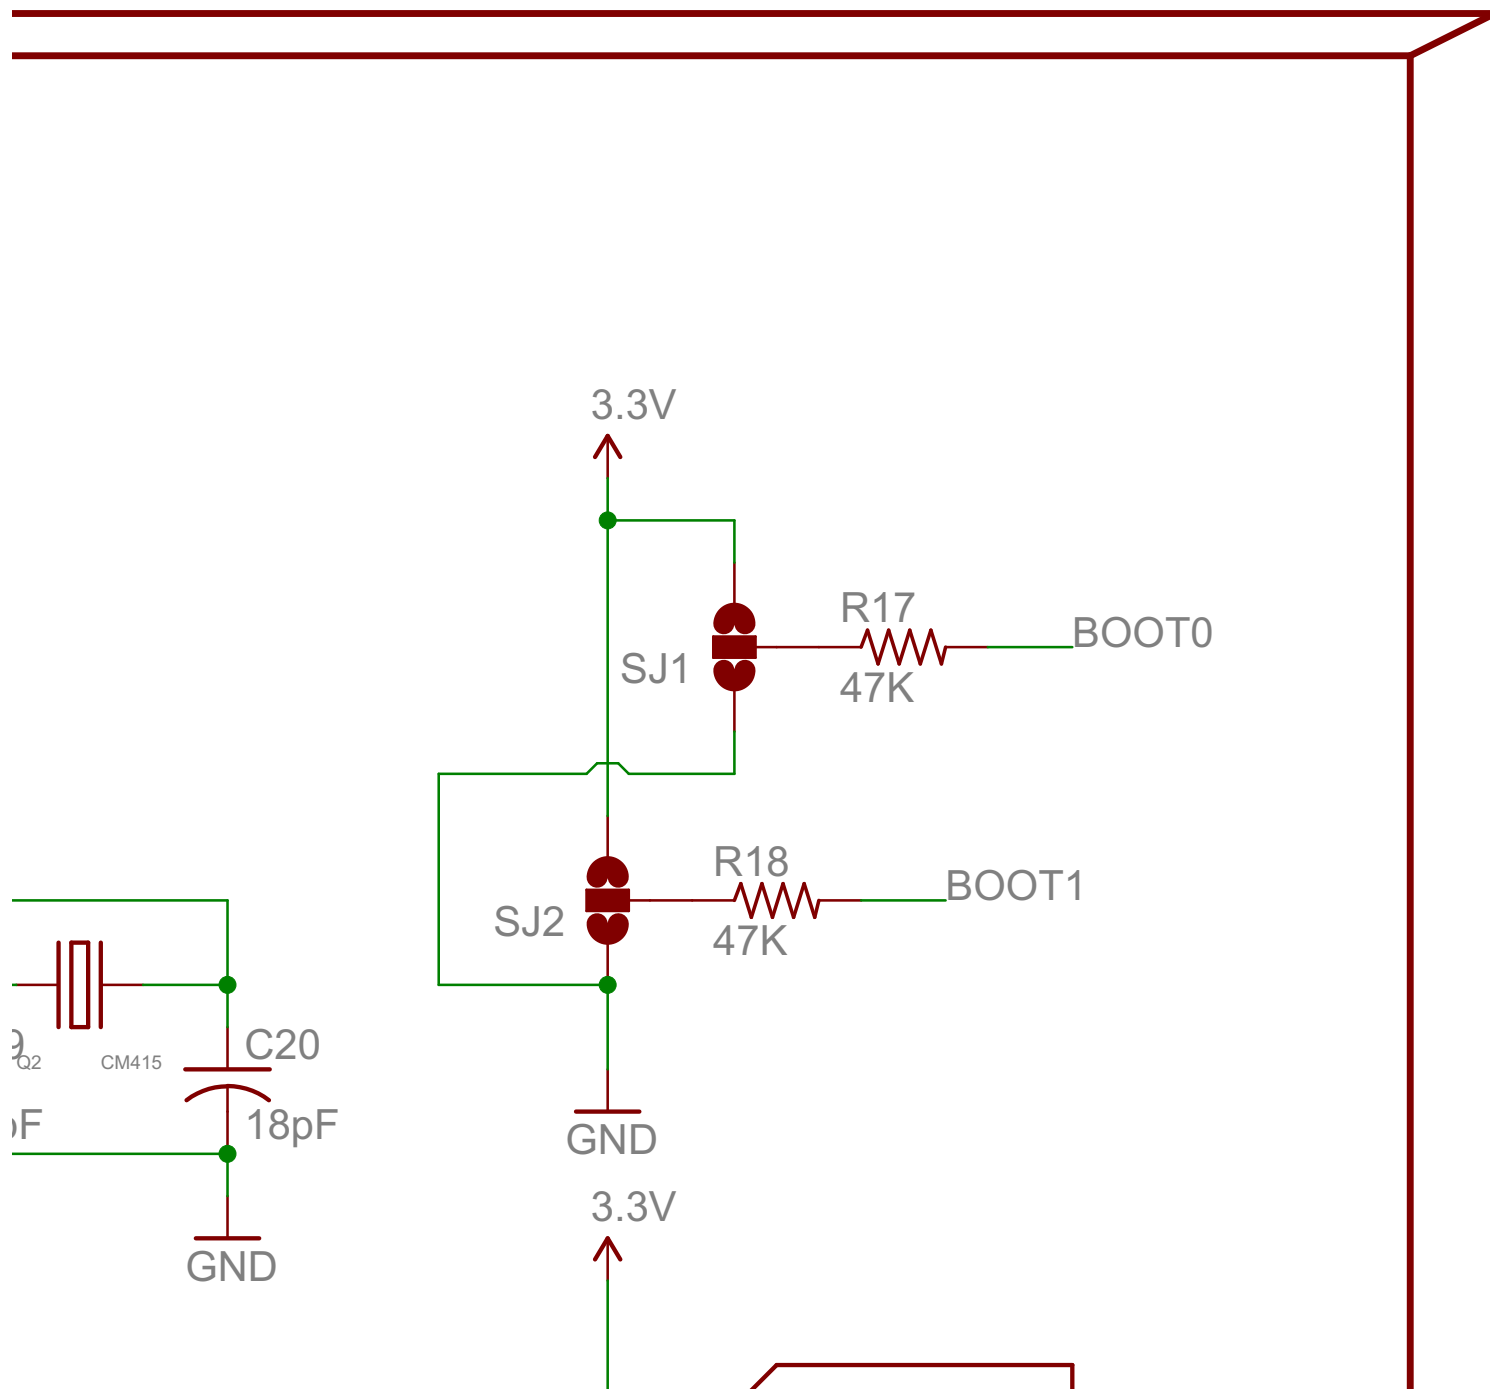 3.3V
R17
BOOT0
SJ1
47K
R18
BOOT1
SJ2
47K
C20
Q2
CM415
18pF
GND
3.3V
GND